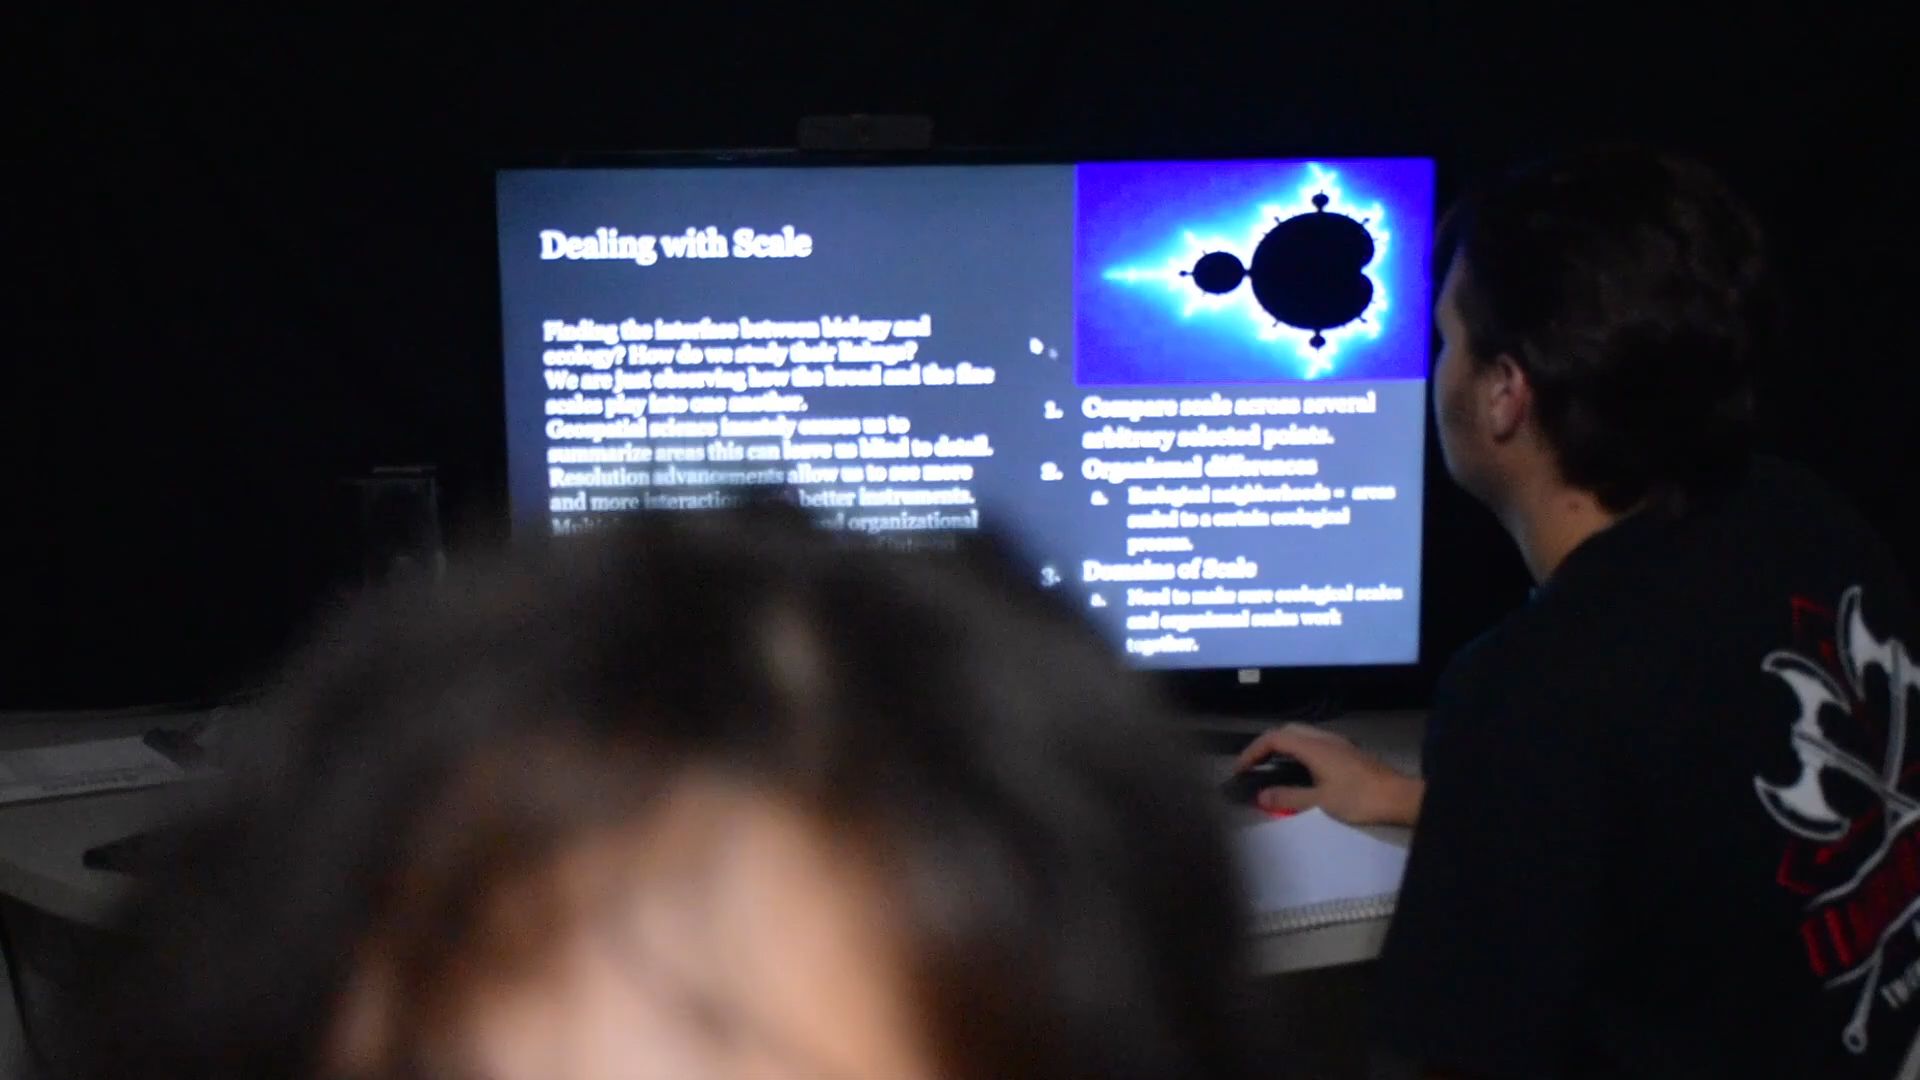 Dealing with Scale
Finding the interface between biology and
ecology? How do we study their linkage?
We are just observing how the broad and the fine
scales play into one another.
Geospatial science innately causes us to
summarize areas this can leave us blind to detail.
Resolution advancements allow us to see more
and more interaction better instruments.
organizational
1. Compare scale across several
arbitrary selected points.
2. Organismal differences
a. Ecological neighborhoods = areas
scaled to a certain ecological
process.
3. Domains of Scale
a. Need to make sure ecological scales
and organismal scales work
together.